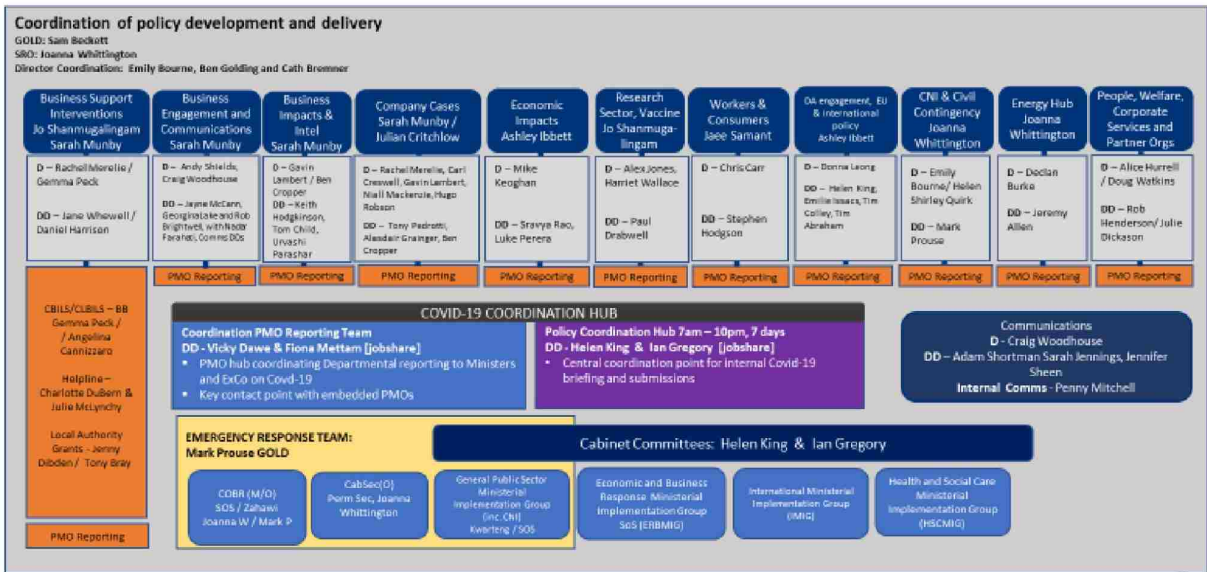 Coordination of policy development and delivery
GOLD: Sam Beckett
SRO: Joanna Whittington
Director Coordination: Emily Bourne, Ben Golding and Cath Bremner
Business Support
Interventions
Jo Shanmugalingam
Sarah Munby
D – Rachel Merelie /
Gemma Peck
DD – Jane Whewell /
Daniel Harrison
Business
Engagement and
Communications
Sarah Munby
D – Andy Shields,
Craig Woodhouse
DD – Jayne McCann,
Georgina Lake and Rob
Brightwell, with Nadar
Farahati, Comms DDs
PMO Reporting
Business
Impacts &
Intel
Sarah Munby
D – Gavin
Lambert / Ben
Cropper
DD – Keith
Hodgkinson,
Tom Child,
Urvashi
Parashar
PMO Reporting
Company Cases
Sarah Munby /
Julian Critchlow
D – Rachel Merelie, Carl
Creswell, Gavin Lambert,
Niall Mackenzie, Hugo
Robson
DD – Tony Pedrotti,
Alasdair Grainger, Ben
Cropper
PMO Reporting
Economic
Impacts
Ashley Ibbett
D – Mike
Keoghan
DD – Sravya Rao,
Luke Perera
PMO Reporting
Research
Sector, Vaccine
Jo Shanmuga-
lingam
D – Alex Jones,
Harriet Wallace
DD – Paul
Drabwell
PMO Reporting
Workers &
Consumers
Jaee Samant
D – Chris Carr
DD – Stephen
Hodgson
PMO Reporting
DA engagement, EU
& international
policy
Ashley Ibbett
D – Donna Leong
DD – Helen King,
Emilie Issacs, Tim
Colley, Tim
Abraham
PMO Reporting
CNI & Civil
Contingency
Joanna
Whittington
D – Emily
Bourne/ Helen
Shirley Quirk
DD – Mark
Prouse
PMO Reporting
Energy Hub
Joanna
Whittington
D – Declan
Burke
DD – Jeremy
Allen
PMO Reporting
People, Welfare,
Corporate
Services and
Partner Orgs
D – Alice Hurrell
/ Doug Watkins
DD – Rob
Henderson/ Julie
Dickason
PMO Reporting
CBILS/CLBILS – BB
Gemma Peck /
/ Angelina
Cannizzaro
Helpline –
Charlotte DuBern &
Julie McLynchy
Local Authority
Grants - Jenny
Dibden / Tony Bray
PMO Reporting
COVID-19 COORDINATION HUB
Coordination PMO Reporting Team
DD - Vicky Dawe & Fiona Mettam [jobshare]
• PMO hub coordinating Departmental reporting to Ministers
and ExCo on Covd-19
• Key contact point with embedded PMOs
Policy Coordination Hub 7am – 10pm, 7 days
DD - Helen King & Ian Gregory [jobshare]
• Central coordination point for internal Covid-19
briefing and submissions
Communications
D - Craig Woodhouse
DD – Adam Shortman Sarah Jennings, Jennifer
Sheen
Internal Comms - Penny Mitchell
EMERGENCY RESPONSE TEAM:
Mark Prouse GOLD
Cabinet Committees: Helen King & Ian Gregory
COBR (M/O)
SOS / Zahawi
Joanna W / Mark P
CabSec(O)
Perm Sec, Joanna
Whittington
General Public Sector
Ministerial
Implementation Group
(inc. CNI)
Kwarteng / SOS
Economic and Business
Response Ministerial
Implementation Group
SoS (ERBMIG)
International Ministerial
Implementation Group
(IMIG)
Health and Social Care
Ministerial
Implementation Group
(HSCMIG)